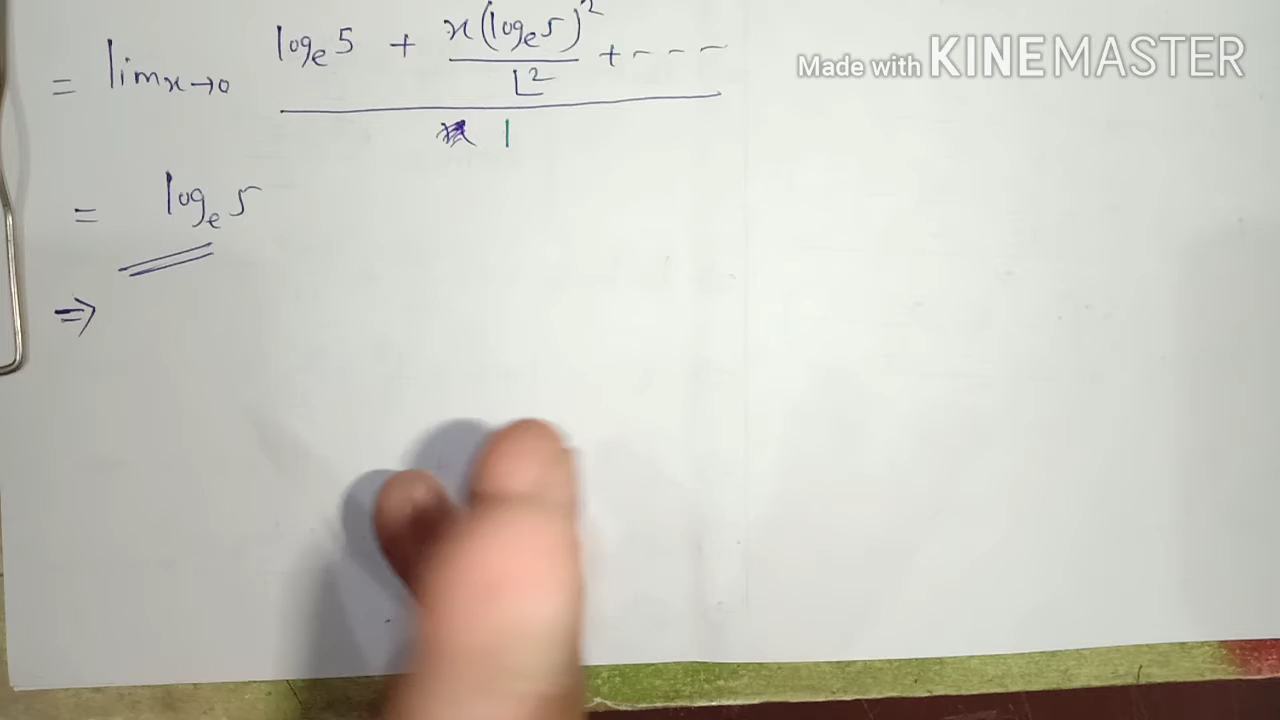 = lim x→0 (log_e 5 + x(log_e 5)^2 / L2 + - - -) / 1
= log_e 5
⇒
Made with KINEMASTER